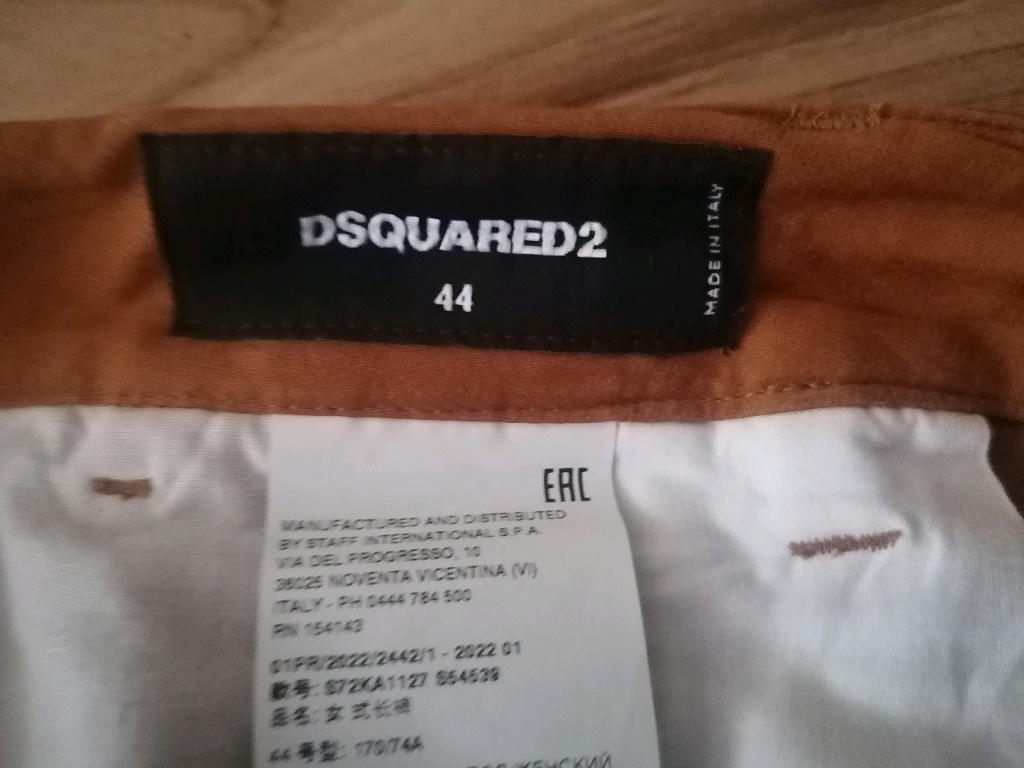 DSQUARED2
44
MADE IN ITALY
EAC
MANUFACTURED AND DISTRIBUTED
BY STAFF INTERNATIONAL S.P.A.
VIA DEL PROGRESSO, 10
36025 NOVENTA VICENTINA (VI)
ITALY - PH 0444 784 500
RN 154143
01PR/2022/2442/1 - 2022 01
款号: S72KA1127 S54539
品名: 女式长裤
44 号型: 170/74A
ЖЕНСКИЙ